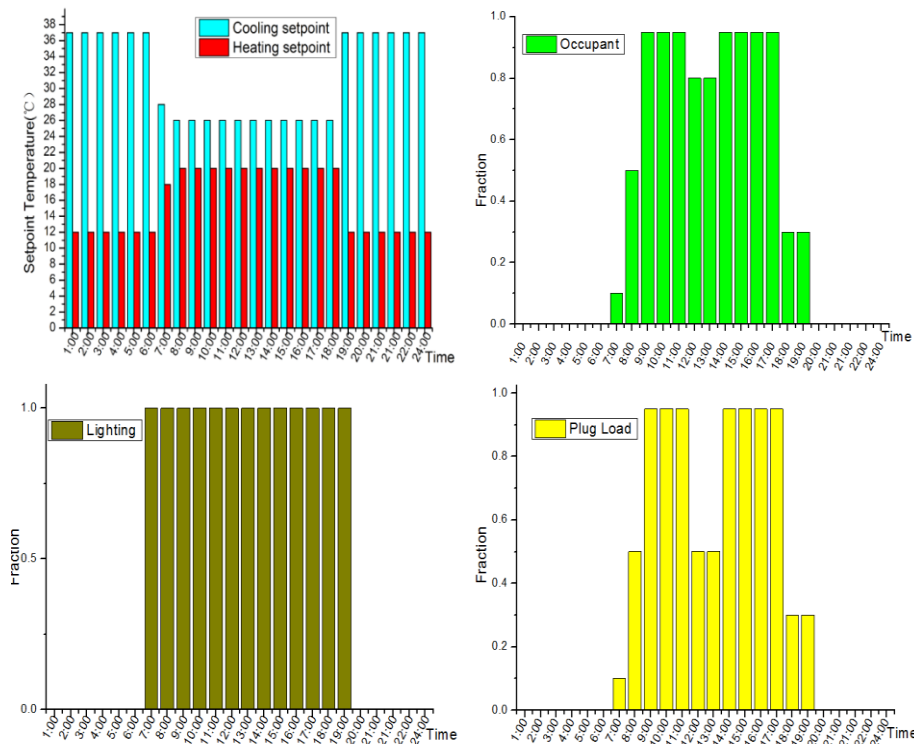 38
36
34
32
30
28
26
24
22
20
18
16
14
12
10
8
6
4
2
0
Setpoint Temperature(℃)
Cooling setpoint
Heating setpoint
1:00 2:00 3:00 4:00 5:00 6:00 7:00 8:00 9:00 10:00 11:00 12:00 13:00 14:00 15:00 16:00 17:00 18:00 19:00 20:00 21:00 21:00 22:00 24:00
Time
1.0
0.8
0.6
0.4
0.2
0.0
Fraction
Occupant
1:00 2:00 3:00 4:00 5:00 6:00 7:00 8:00 9:00 10:00 11:00 12:00 13:00 14:00 15:00 16:00 17:00 18:00 19:00 20:00 21:00 21:00 22:00 24:00
Time
1.0
0.5
0.0
Fraction
Lighting
1:00 2:00 3:00 4:00 5:00 6:00 7:00 8:00 9:00 10:00 11:00 12:00 13:00 14:00 15:00 16:00 17:00 18:00 19:00 20:00 21:00 21:00 22:00 24:00
Time
1.0
0.8
0.6
0.4
0.2
0.0
Fraction
Plug Load
1:00 2:00 3:00 4:00 5:00 6:00 7:00 8:00 9:00 10:00 11:00 12:00 13:00 14:00 15:00 16:00 17:00 18:00 19:00 20:00 21:00 21:00 22:00 24:00
Time